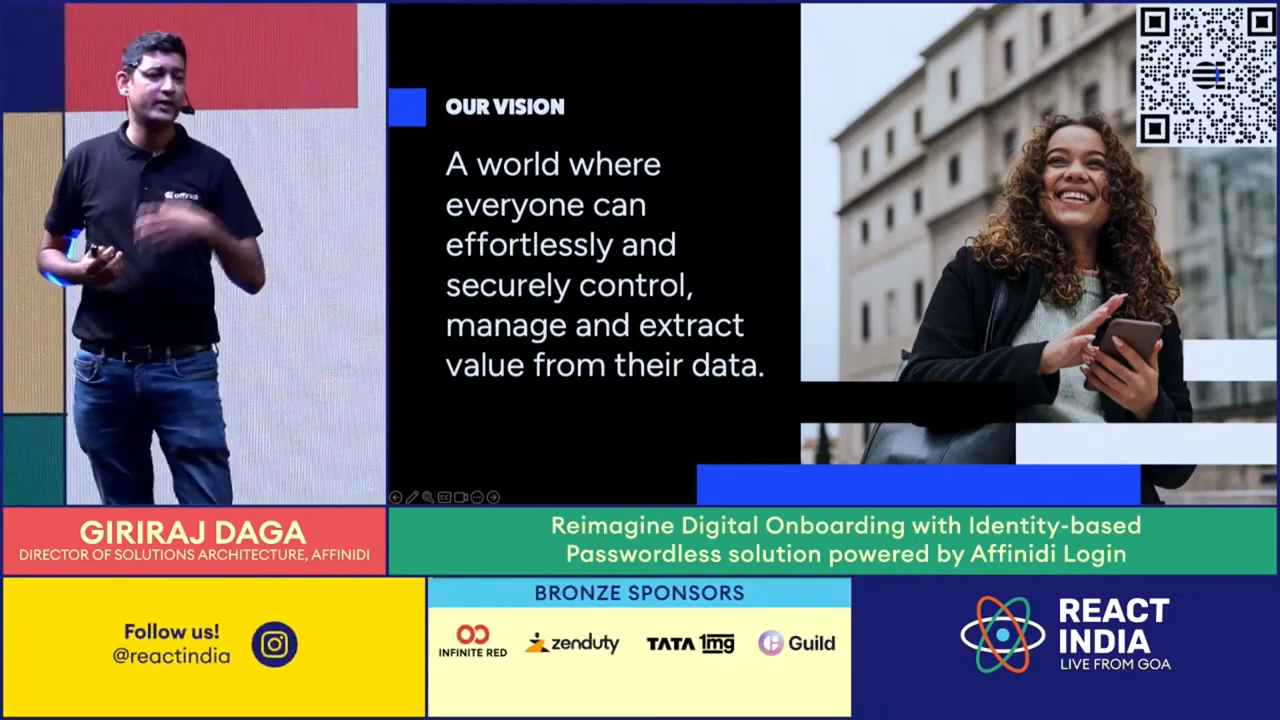 affinidi
OUR VISION
A world where
everyone can
effortlessly and
securely control,
manage and extract
value from their data.
GIRIRAJ DAGA
DIRECTOR OF SOLUTIONS ARCHITECTURE, AFFINIDI
Reimagine Digital Onboarding with Identity-based
Passwordless solution powered by Affinidi Login
Follow us!
@reactindia
BRONZE SPONSORS
INFINITE RED
zenduty
TATA 1mg
Guild
REACT
INDIA
LIVE FROM GOA